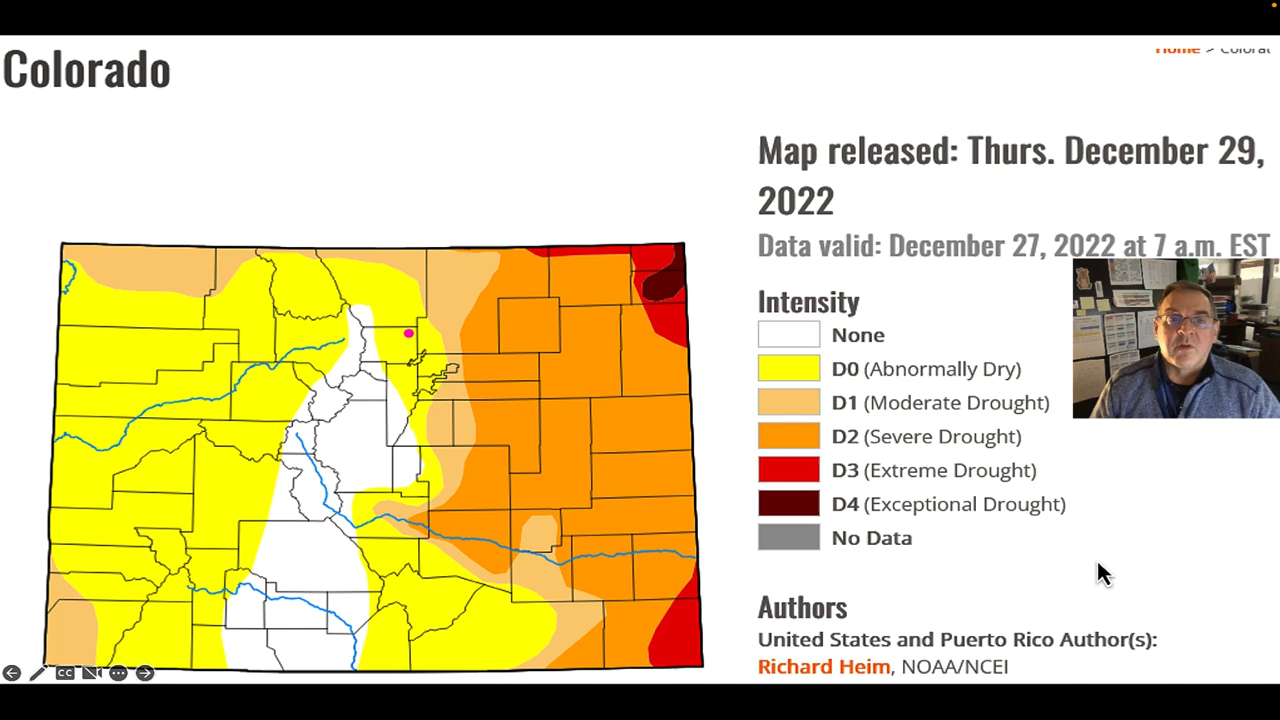 Colorado
Home > Colorad
Map released: Thurs. December 29,
2022
Data valid: December 27, 2022 at 7 a.m. EST
Intensity
None
D0 (Abnormally Dry)
D1 (Moderate Drought)
D2 (Severe Drought)
D3 (Extreme Drought)
D4 (Exceptional Drought)
No Data
Authors
United States and Puerto Rico Author(s):
Richard Heim, NOAA/NCEI
CC